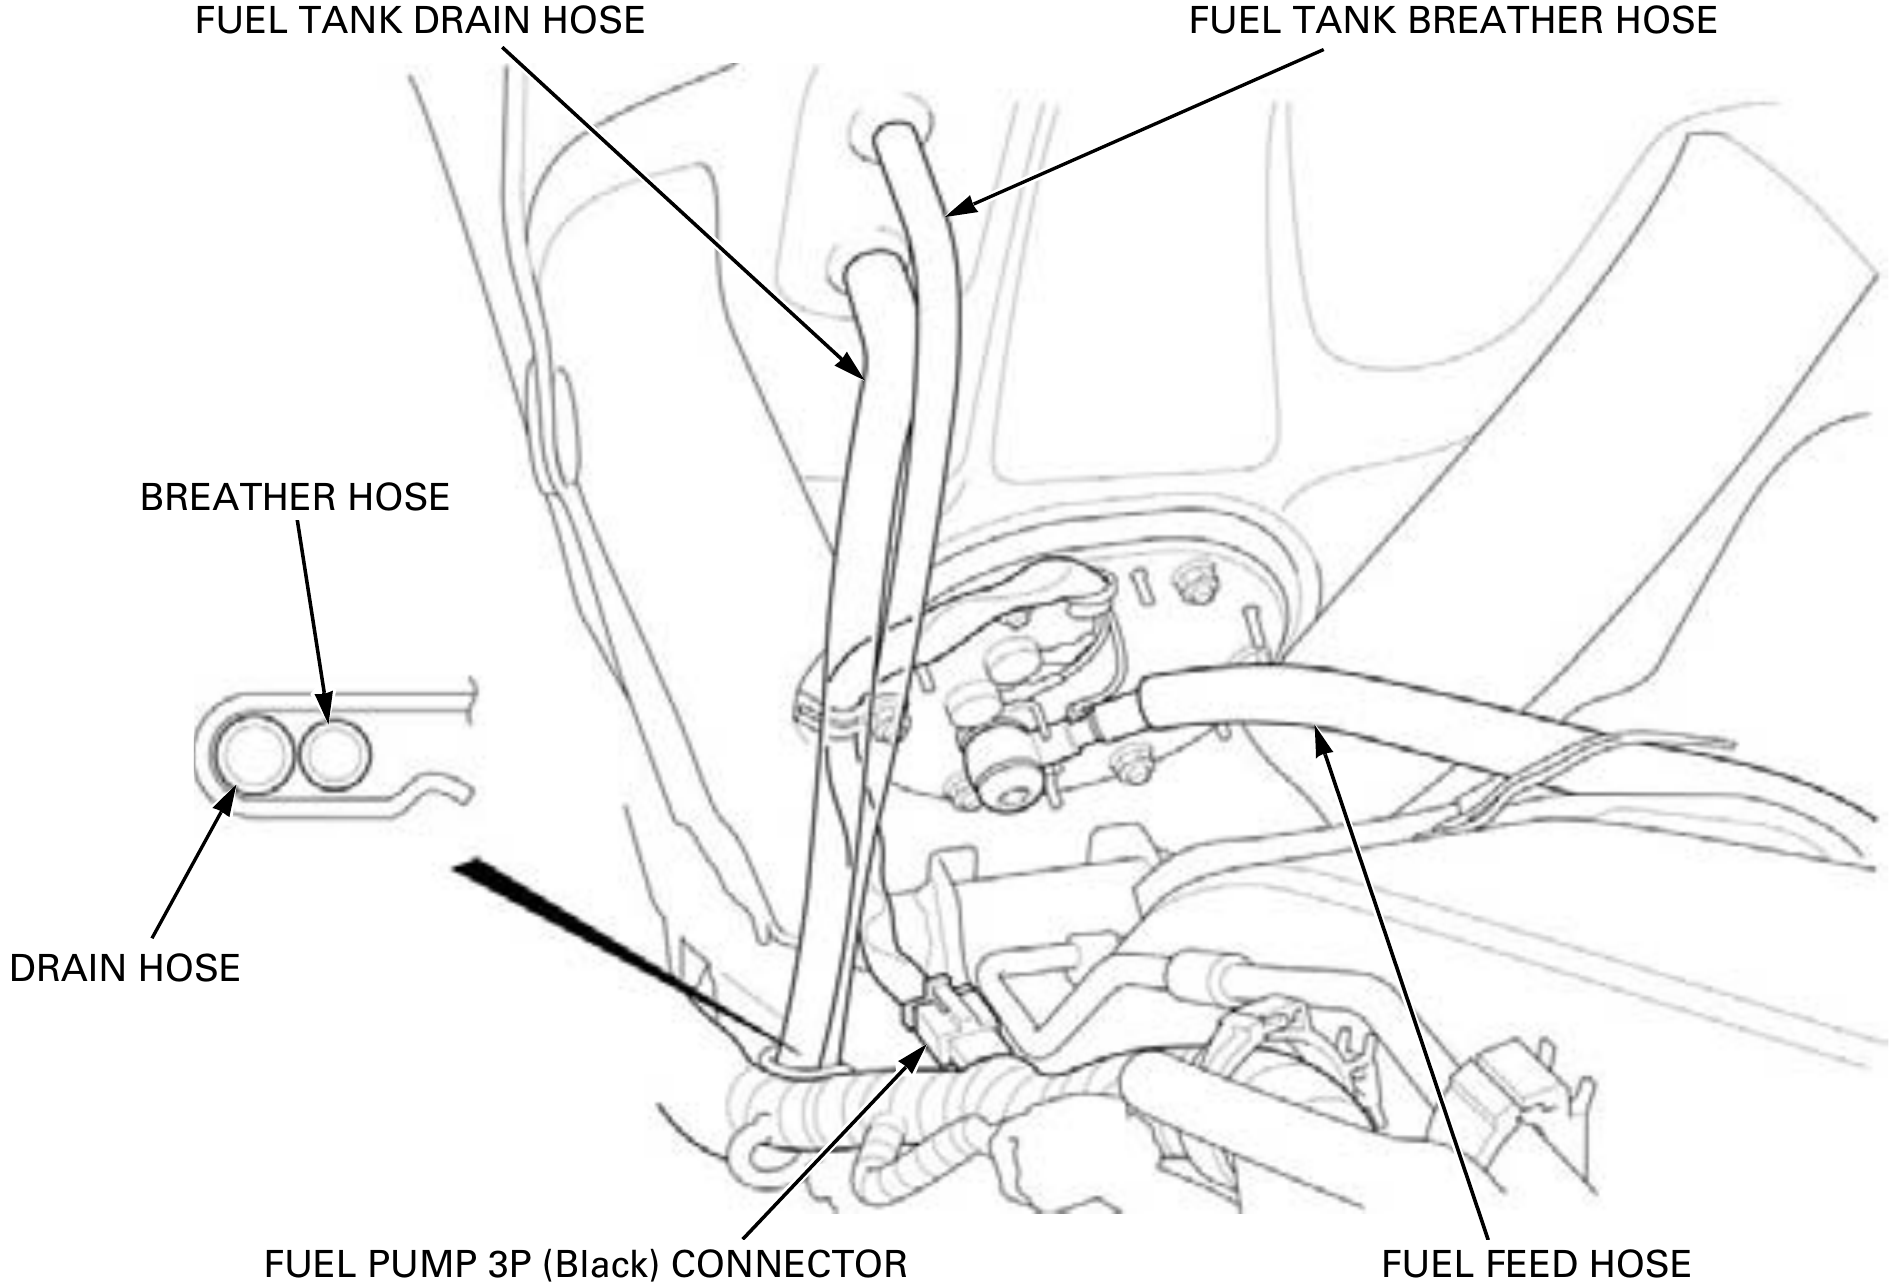 FUEL TANK DRAIN HOSE
FUEL TANK BREATHER HOSE
BREATHER HOSE
DRAIN HOSE
FUEL PUMP 3P (Black) CONNECTOR
FUEL FEED HOSE